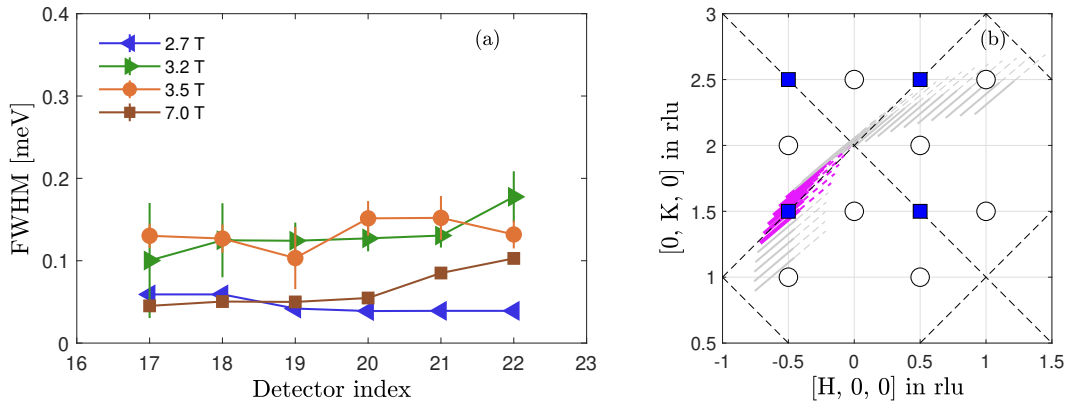 0.4
0.3
0.2
0.1
0
FWHM [meV]
2.7 T
3.2 T
3.5 T
7.0 T
(a)
16 17 18 19 20 21 22 23
Detector index
3
2.5
2
1.5
1
0.5
[0, K, 0] in rlu
(b)
-1 -0.5 0 0.5 1 1.5
[H, 0, 0] in rlu